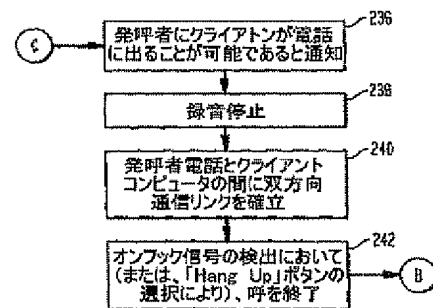 236
C
発呼者にクライアトンが電話
に出ることが可能であると通知
238
録音停止
240
発呼者電話とクライアント
コンピュータの間に双方向
通信リンクを確立
242
オンフック信号の検出において
(または、「Hang Up」ボタンの
選択により)、呼を終了
B